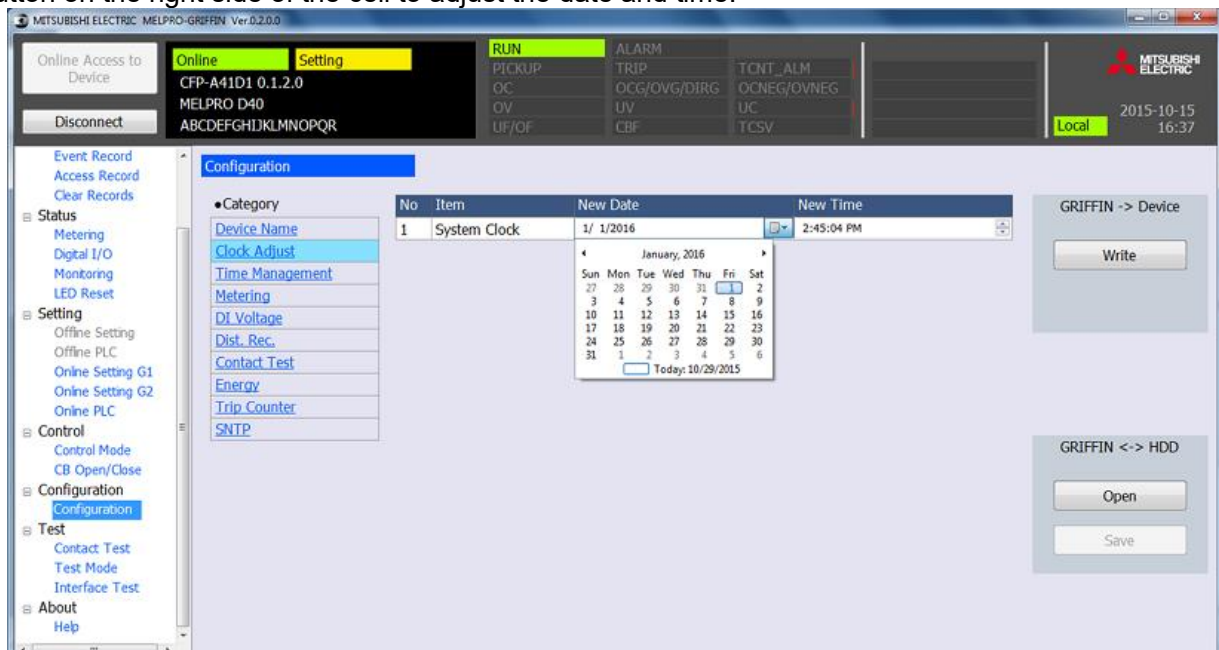 button on the right side of the cell to adjust the date and time.
MITSUBISHI ELECTRIC MELPRO-GRIFFIN Ver.0.2.0.0
Online Access to
Device
Disconnect
Online Setting
CFP-A41D1 0.1.2.0
MELPRO D40
ABCDEFGHIJKLMNOPQR
RUN ALARM
PICKUP TRIP TCNT_ALM
OC OCG/OVG/DIRG OCNEG/OVNEG
OV UV UC
UF/OF CBF TCSV
MITSUBISHI
ELECTRIC
2015-10-15
Local 16:37
Event Record
Access Record
Clear Records
Status
Metering
Digital I/O
Monitoring
LED Reset
Setting
Offline Setting
Offline PLC
Online Setting G1
Online Setting G2
Online PLC
Control
Control Mode
CB Open/Close
Configuration
Configuration
Test
Contact Test
Test Mode
Interface Test
About
Help
Configuration
•Category
Device Name
Clock Adjust
Time Management
Metering
DI Voltage
Dist. Rec.
Contact Test
Energy
Trip Counter
SNTP
No Item New Date New Time
1 System Clock 1/ 1/2016 2:45:04 PM
January, 2016
Sun Mon Tue Wed Thu Fri Sat
27 28 29 30 31 1 2
3 4 5 6 7 8 9
10 11 12 13 14 15 16
17 18 19 20 21 22 23
24 25 26 27 28 29 30
31 1 2 3 4 5 6
Today: 10/29/2015
GRIFFIN -> Device
Write
GRIFFIN <-> HDD
Open
Save